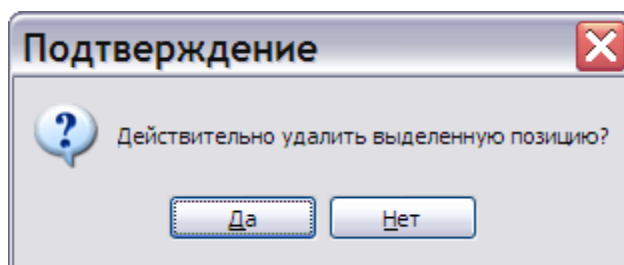 Подтверждение
Действительно удалить выделенную позицию?
Да
Нет